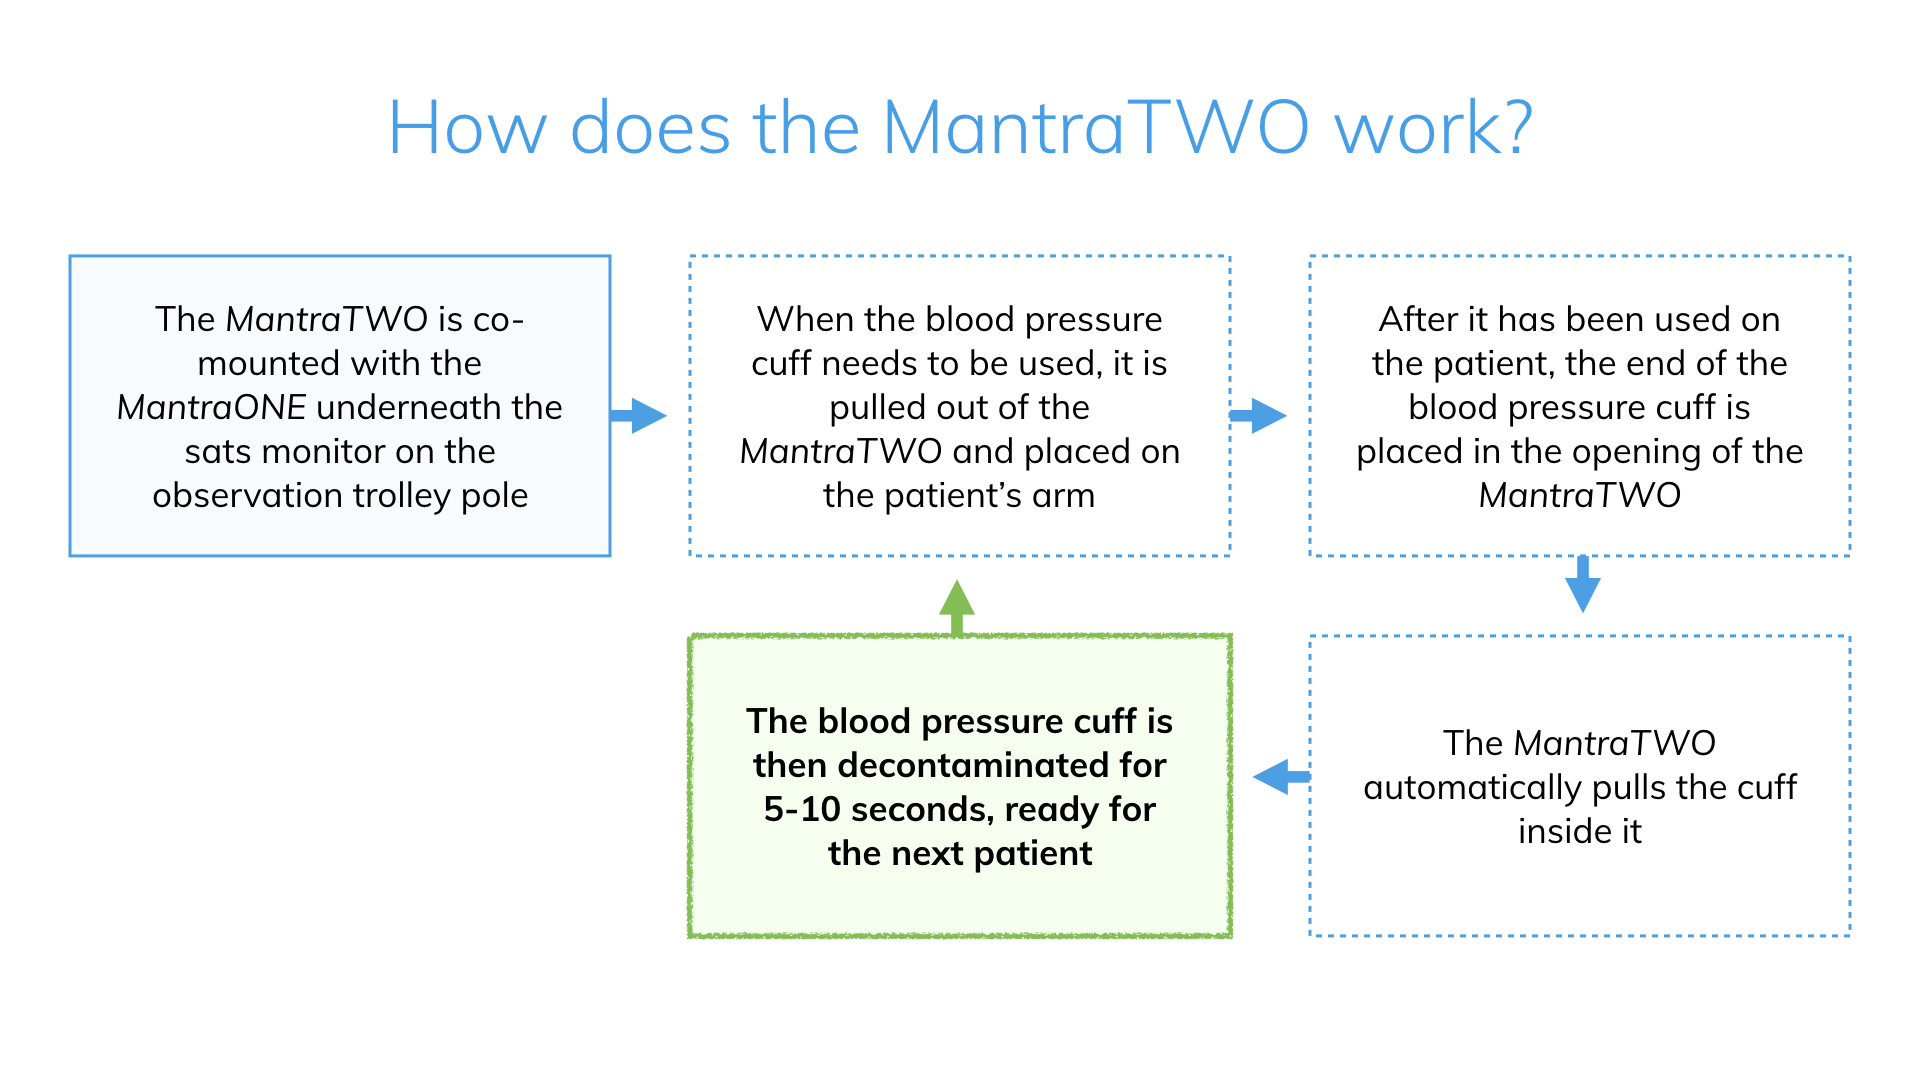 How does the MantraTWO work?
The MantraTWO is co-
mounted with the
MantraONE underneath the
sats monitor on the
observation trolley pole
When the blood pressure
cuff needs to be used, it is
pulled out of the
MantraTWO and placed on
the patient’s arm
After it has been used on
the patient, the end of the
blood pressure cuff is
placed in the opening of the
MantraTWO
The MantraTWO
automatically pulls the cuff
inside it
The blood pressure cuff is
then decontaminated for
5-10 seconds, ready for
the next patient